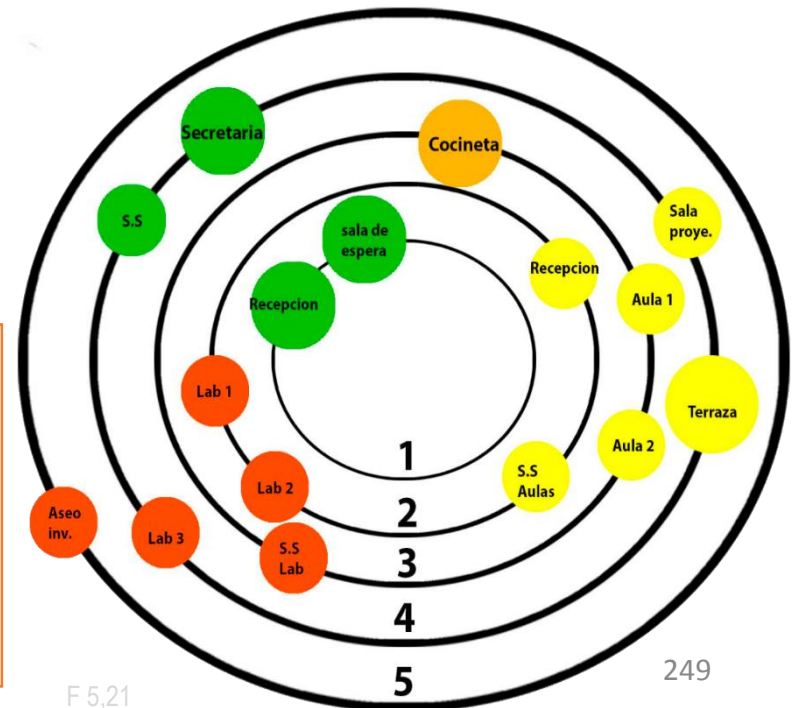 Secretaria
Cocineta
S.S
Sala
proye.
sala de
espera
Recepcion
Recepcion
Aula 1
Lab 1
Terraza
Aula 2
1
S.S
Aulas
Lab 2
2
Aseo
inv.
Lab 3
S.S
Lab
3
4
5
249
F 5,21